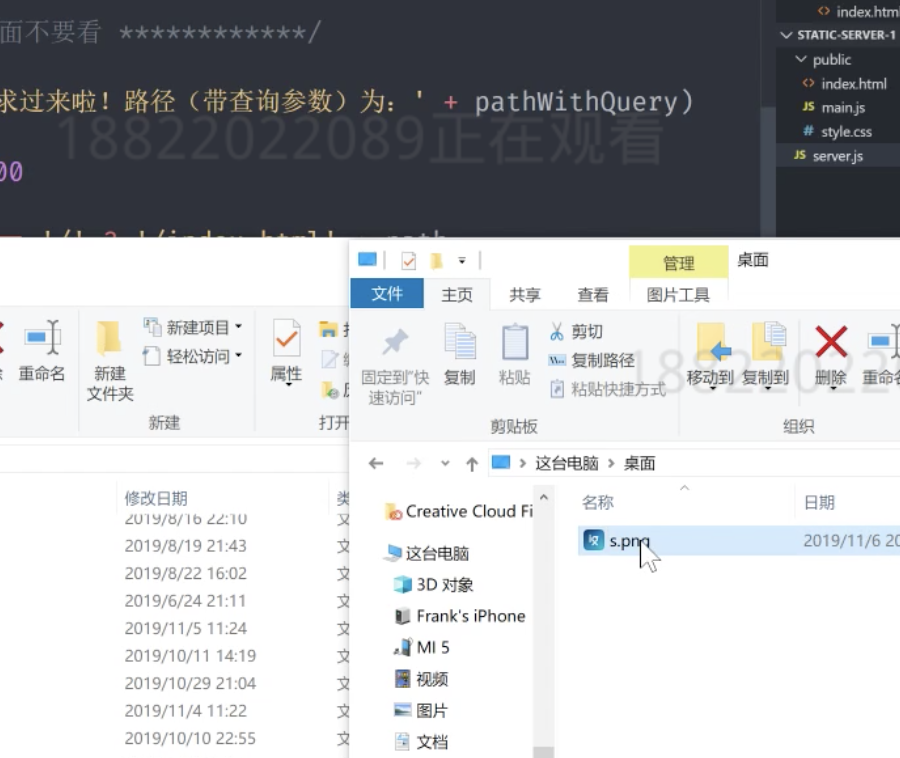 面不要看 ************/
index.html
STATIC-SERVER-1
public
index.html
main.js
style.css
server.js
求过来啦！路径（带查询参数）为：' + pathWithQuery)
18822022089正在观看
00
'/' ? '/index.html' : path
管理
桌面
文件
主页
共享
查看
图片工具
重命名
新建
文件夹
新建项目
轻松访问
新建
属性
打开
固定到"快
速访问"
复制
粘贴
剪切
复制路径
粘贴快捷方式
剪贴板
移动到
复制到
删除
重命名
组织
这台电脑
桌面
修改日期
2019/8/16 22:10
2019/8/19 21:43
2019/8/22 16:02
2019/6/24 21:11
2019/11/5 11:24
2019/10/11 14:19
2019/10/29 21:04
2019/11/4 11:22
2019/10/10 22:55
Creative Cloud Fi
这台电脑
3D 对象
Frank's iPhone
MI 5
视频
图片
文档
名称
日期
s.png
2019/11/6 20